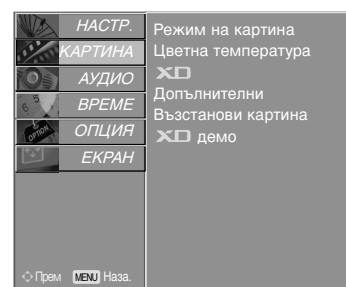 НАСТР.
КАРТИНА
АУДИО
ВРЕМЕ
ОПЦИЯ
ЕКРАН
Режим на картина
Цветна температура
XD
Допълнителни
Възстанови картина
XD демо
Прем MENU Наза.